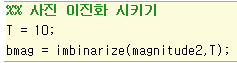 %% 사진 이진화 시키기
T = 10;
bmag = imbinarize(magnitude2,T);